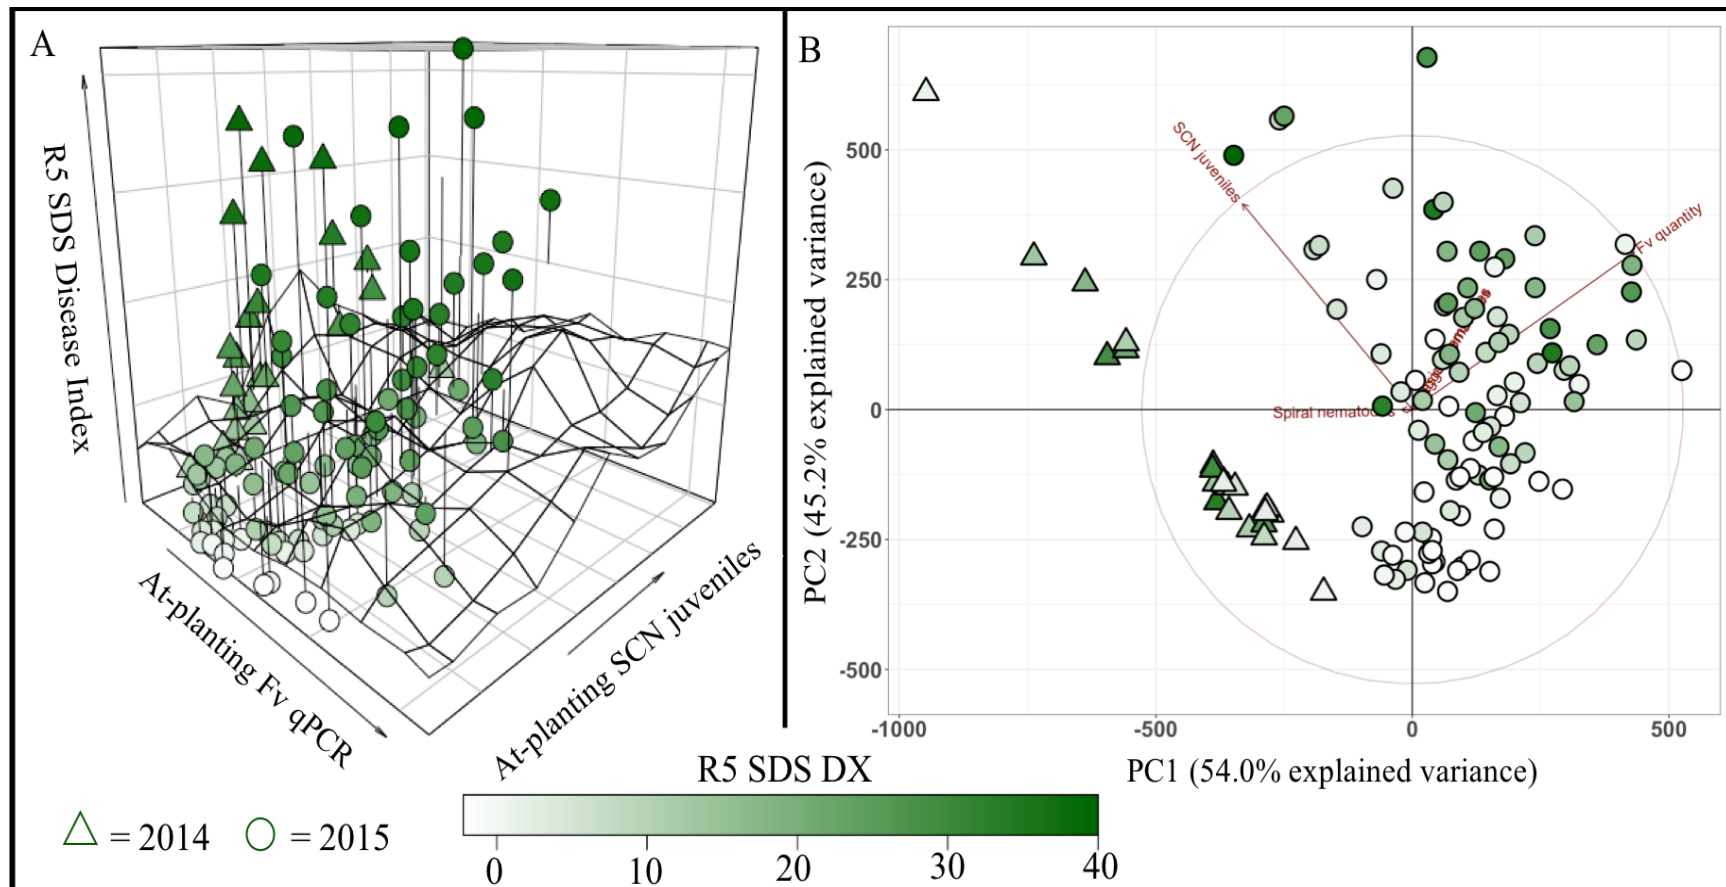 A
R5 SDS Disease Index
At-planting Fv qPCR
At-planting SCN juveniles
B
PC2 (45.2% explained variance)
500
250
0
-250
-500
SCN juveniles
Fv quantity
Spiral nematodes
-1000
-500
0
500
PC1 (54.0% explained variance)
R5 SDS DX
0
10
20
30
40
= 2014
= 2015